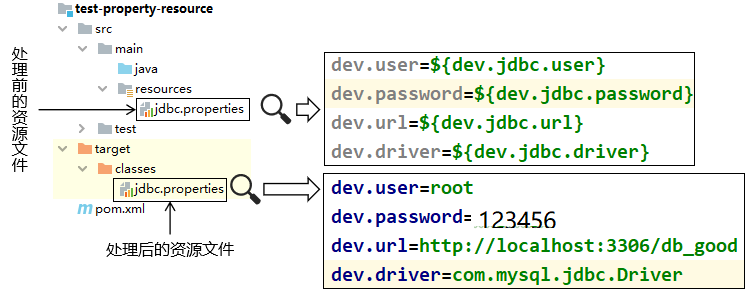 test-property-resource
src
main
java
resources
jdbc.properties
test
target
classes
jdbc.properties
pom.xml
处理前的资源文件
处理后的资源文件
dev.user=${dev.jdbc.user}
dev.password=${dev.jdbc.password}
dev.url=${dev.jdbc.url}
dev.driver=${dev.jdbc.driver}
dev.user=root
dev.password=123456
dev.url=http://localhost:3306/db_good
dev.driver=com.mysql.jdbc.Driver